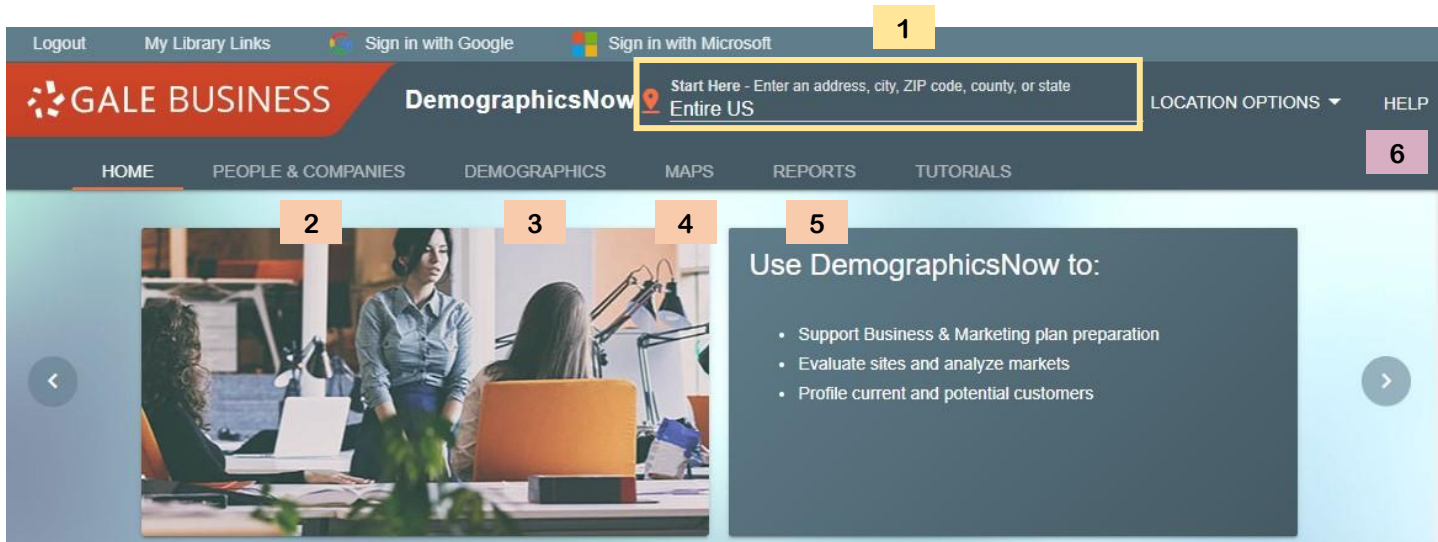 1
Logout My Library Links Sign in with Google Sign in with Microsoft
GALE BUSINESS DemographicsNow Start Here - Enter an address, city, ZIP code, county, or state
Entire US
LOCATION OPTIONS HELP
6
HOME PEOPLE & COMPANIES DEMOGRAPHICS MAPS REPORTS TUTORIALS
2 3 4 5
Use DemographicsNow to:
• Support Business & Marketing plan preparation
• Evaluate sites and analyze markets
• Profile current and potential customers